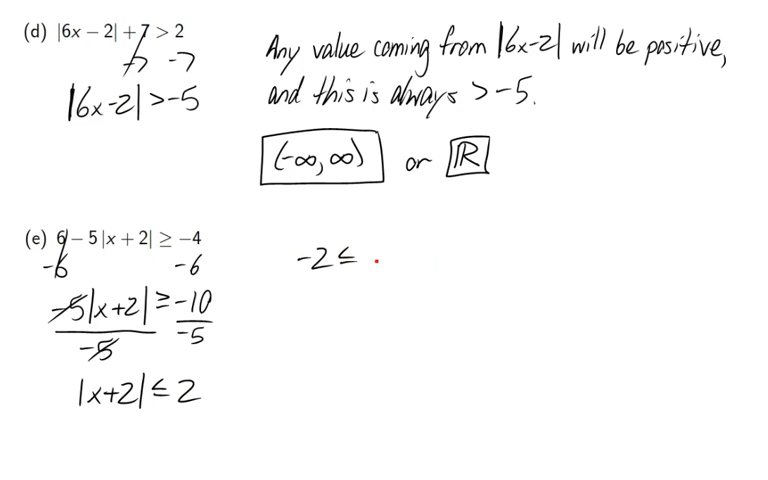 (d) |6x − 2| + 7 > 2
-7 -7
|6x-2| > -5
Any value coming from |6x-2| will be positive,
and this is always > -5.
(-∞, ∞) or ℝ
(e) 6 − 5 |x + 2| ≥ −4
-6 -6
-5|x+2| ≥ -10
-5 -5
|x+2| ≤ 2
-2 ≤